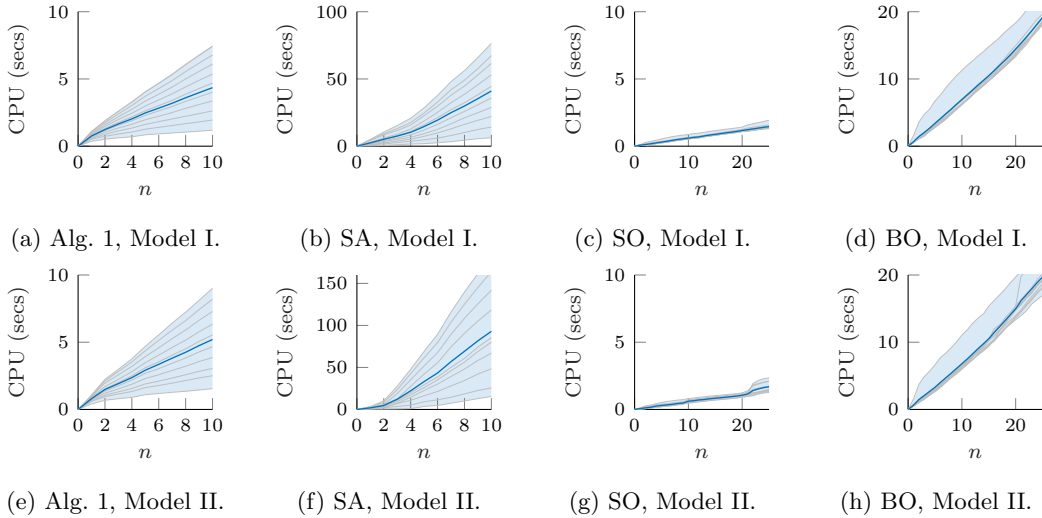 10
5
0
0 2 4 6 8 10
CPU (secs)
n
100
50
0
0 2 4 6 8 10
CPU (secs)
n
10
5
0
0 10 20
CPU (secs)
n
20
10
0
0 10 20
CPU (secs)
n
(a) Alg. 1, Model I.
(b) SA, Model I.
(c) SO, Model I.
(d) BO, Model I.
10
5
0
0 2 4 6 8 10
CPU (secs)
n
150
100
50
0
0 2 4 6 8 10
CPU (secs)
n
10
5
0
0 10 20
CPU (secs)
n
20
10
0
0 10 20
CPU (secs)
n
(e) Alg. 1, Model II.
(f) SA, Model II.
(g) SO, Model II.
(h) BO, Model II.